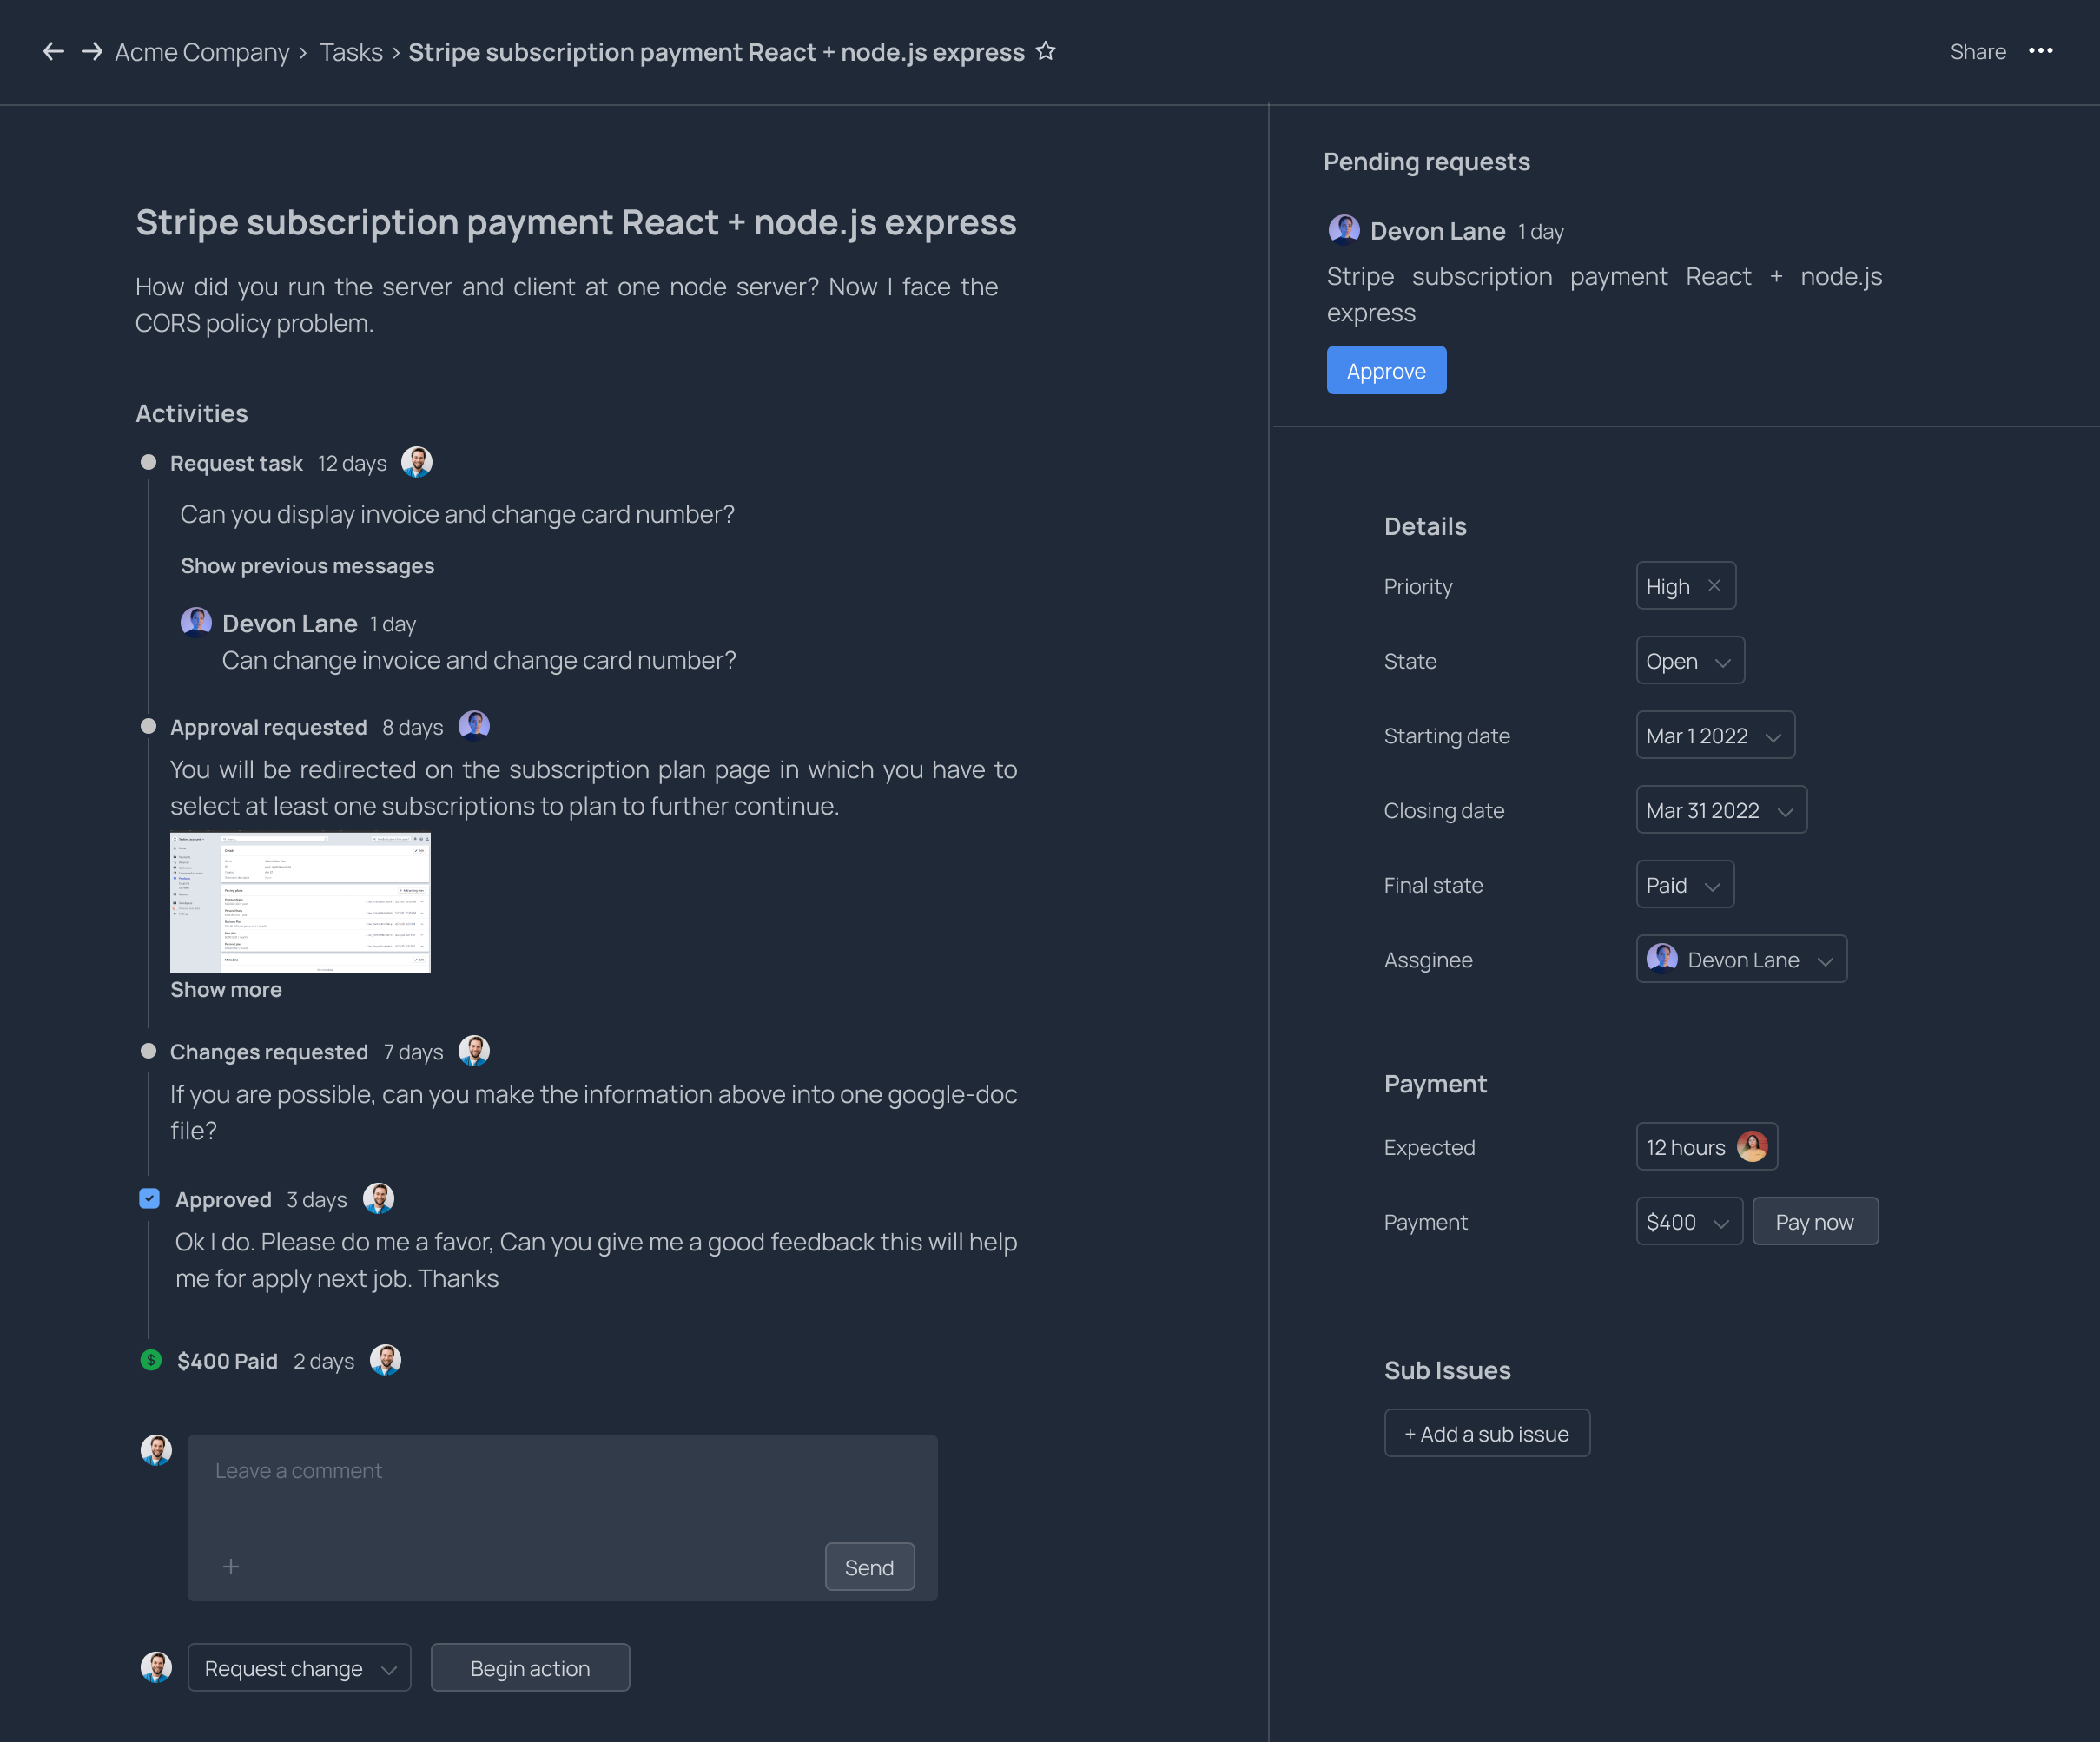 Acme Company › Tasks › Stripe subscription payment React + node.js express
Share
Stripe subscription payment React + node.js express
How did you run the server and client at one node server? Now I face the
CORS policy problem.
Activities
Request task 12 days
Can you display invoice and change card number?
Show previous messages
Devon Lane 1 day
Can change invoice and change card number?
Approval requested 8 days
You will be redirected on the subscription plan page in which you have to
select at least one subscriptions to plan to further continue.
Show more
Changes requested 7 days
If you are possible, can you make the information above into one google-doc
file?
Approved 3 days
Ok I do. Please do me a favor, Can you give me a good feedback this will help
me for apply next job. Thanks
$ $400 Paid 2 days
Leave a comment
+
Send
Request change
Begin action
Pending requests
Devon Lane 1 day
Stripe subscription payment React + node.js
express
Approve
Details
Priority High
State Open
Starting date Mar 1 2022
Closing date Mar 31 2022
Final state Paid
Assginee Devon Lane
Payment
Expected 12 hours
Payment $400 Pay now
Sub Issues
+ Add a sub issue